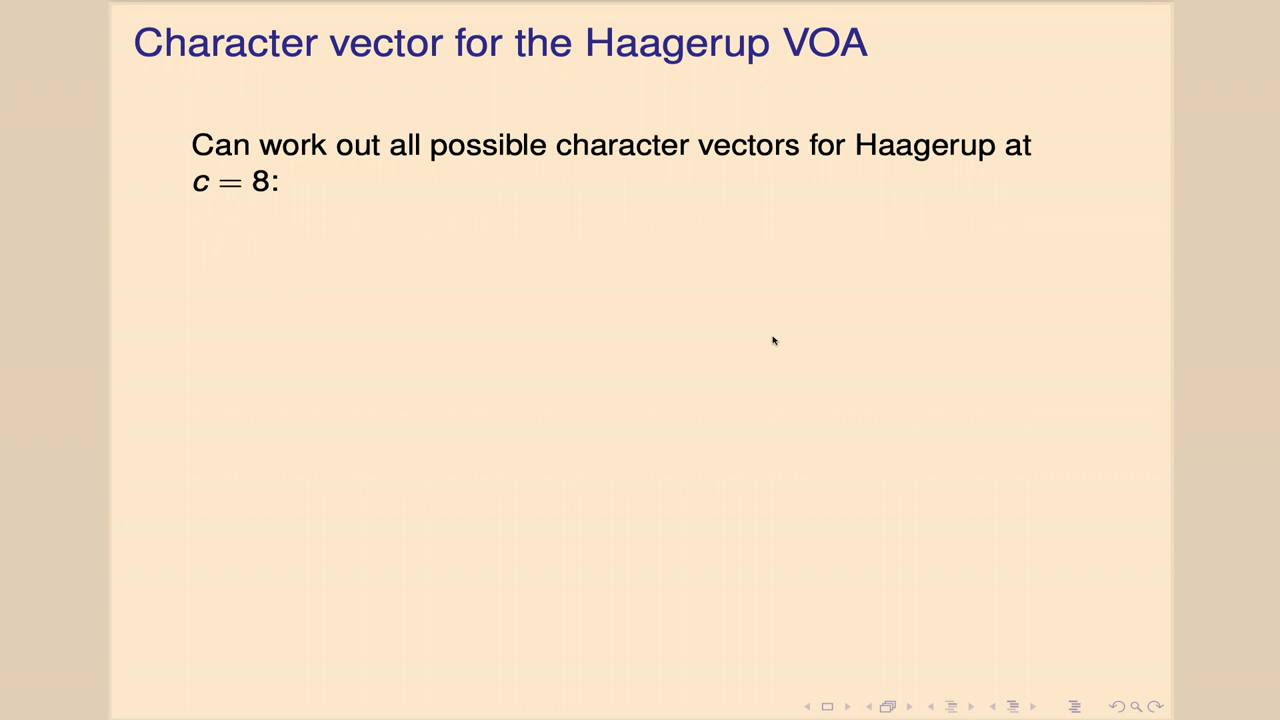 Character vector for the Haagerup VOA
Can work out all possible character vectors for Haagerup at
c = 8: